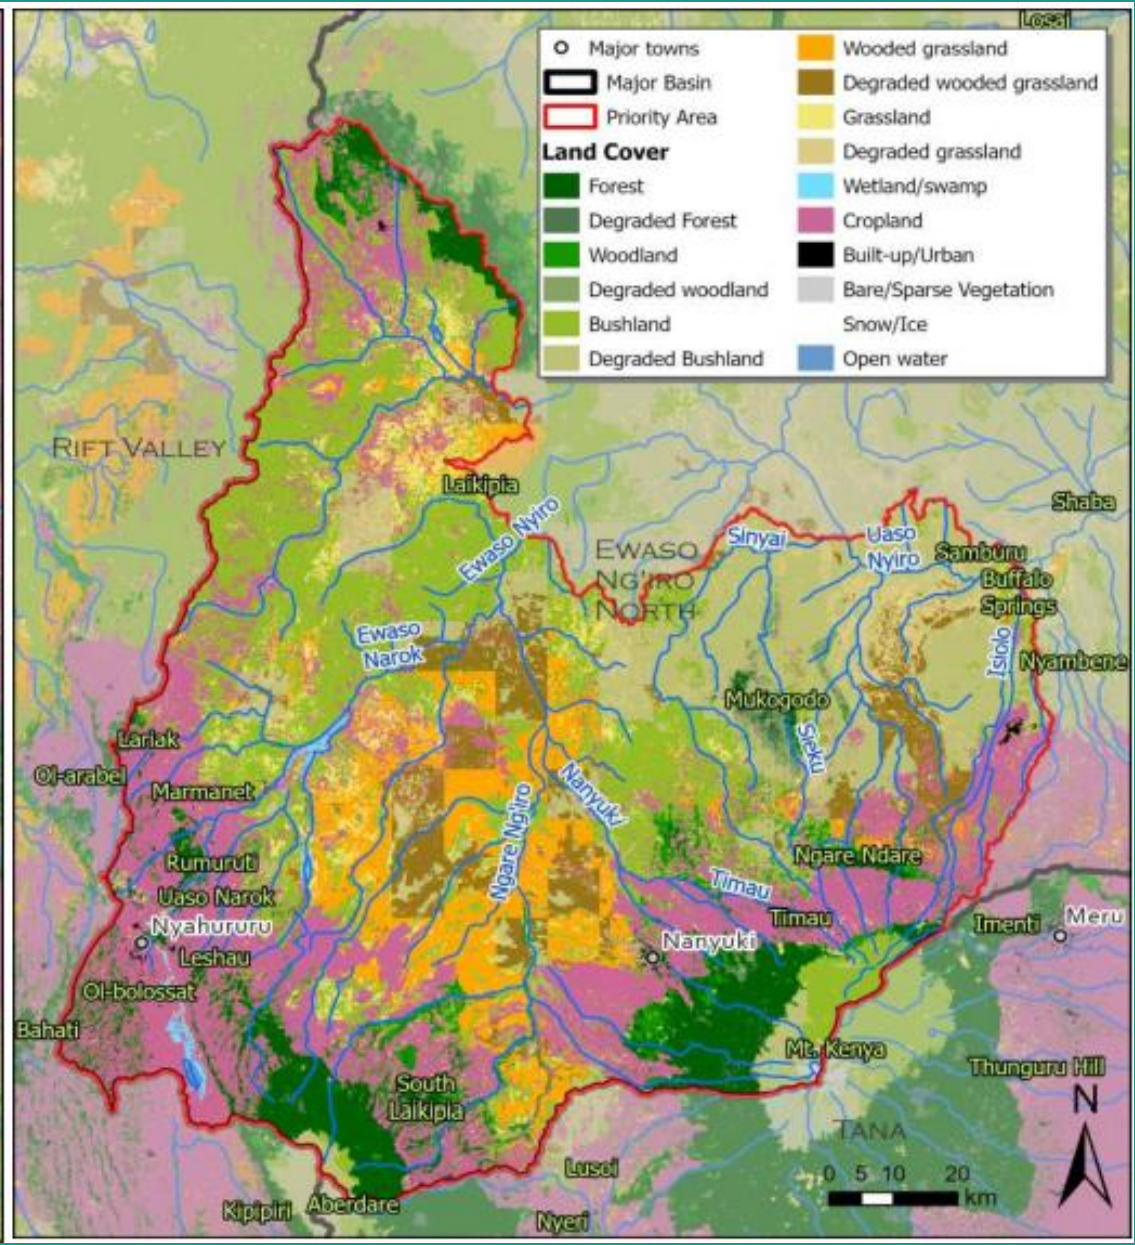 Losai
Major towns
Major Basin
Priority Area
Land Cover
Forest
Degraded Forest
Woodland
Degraded woodland
Bushland
Degraded Bushland
Wooded grassland
Degraded wooded grassland
Grassland
Degraded grassland
Wetland/swamp
Cropland
Built-up/Urban
Bare/Sparse Vegetation
Snow/Ice
Open water
RIFT VALLEY
Laikipia
Shaba
Ewaso Nyiro
Sinyai
Uaso
Nyiro
EWASO
NG'IRO
NORTH
Samburu
Buffalo
Springs
Ewaso
Narok
Isiolo
Nyambene
Mukogodo
Lariak
Sieku
Ol-arabel
Marmanet
Nanyuki
Ngare Ng'iro
Rumuruti
Ngare Ndare
Uaso Narok
Timau
Timau
Nyahururu
Imenti
Meru
Leshau
Nanyuki
Ol-bolossat
Bahati
Mt. Kenya
Thunguru Hill
South
Laikipia
N
TANA
Lusoi
0 5 10 20
km
Kipipiri
Aberdare
Nyeri